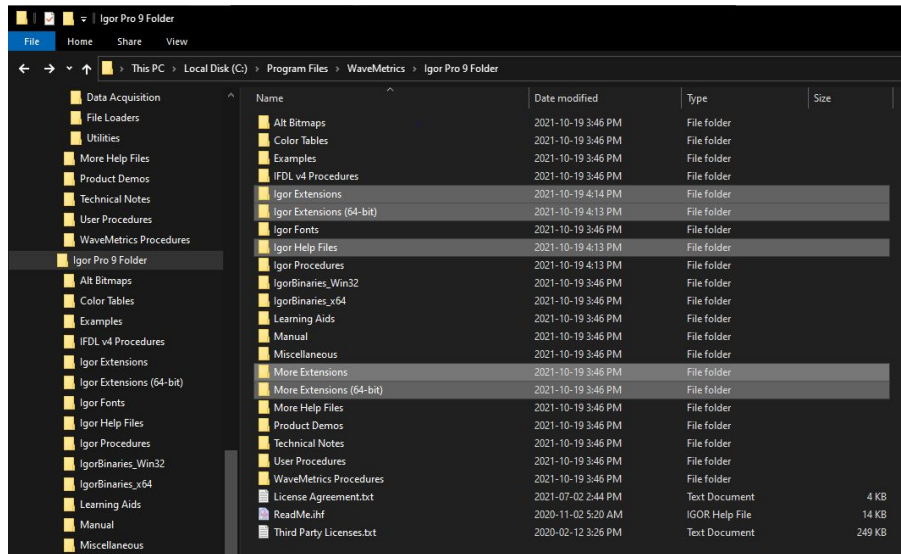 Igor Pro 9 Folder
File Home Share View
This PC > Local Disk (C:) > Program Files > WaveMetrics > Igor Pro 9 Folder
Data Acquisition
File Loaders
Utilities
More Help Files
Product Demos
Technical Notes
User Procedures
WaveMetrics Procedures
Igor Pro 9 Folder
Alt Bitmaps
Color Tables
Examples
IFDL v4 Procedures
Igor Extensions
Igor Extensions (64-bit)
Igor Fonts
Igor Help Files
Igor Procedures
IgorBinaries_Win32
IgorBinaries_x64
Learning Aids
Manual
Miscellaneous
Name Date modified Type Size
Alt Bitmaps 2021-10-19 3:46 PM File folder
Color Tables 2021-10-19 3:46 PM File folder
Examples 2021-10-19 3:46 PM File folder
IFDL v4 Procedures 2021-10-19 3:46 PM File folder
Igor Extensions 2021-10-19 4:14 PM File folder
Igor Extensions (64-bit) 2021-10-19 4:13 PM File folder
Igor Fonts 2021-10-19 3:46 PM File folder
Igor Help Files 2021-10-19 4:13 PM File folder
Igor Procedures 2021-10-19 4:13 PM File folder
IgorBinaries_Win32 2021-10-19 3:46 PM File folder
IgorBinaries_x64 2021-10-19 3:46 PM File folder
Learning Aids 2021-10-19 3:46 PM File folder
Manual 2021-10-19 3:46 PM File folder
Miscellaneous 2021-10-19 3:46 PM File folder
More Extensions 2021-10-19 3:46 PM File folder
More Extensions (64-bit) 2021-10-19 3:46 PM File folder
More Help Files 2021-10-19 3:46 PM File folder
Product Demos 2021-10-19 3:46 PM File folder
Technical Notes 2021-10-19 3:46 PM File folder
User Procedures 2021-10-19 3:46 PM File folder
WaveMetrics Procedures 2021-10-19 3:46 PM File folder
License Agreement.txt 2021-07-02 2:44 PM Text Document 4 KB
ReadMe.ihf 2020-11-02 5:20 AM IGOR Help File 14 KB
Third Party Licenses.txt 2020-02-12 3:26 PM Text Document 249 KB